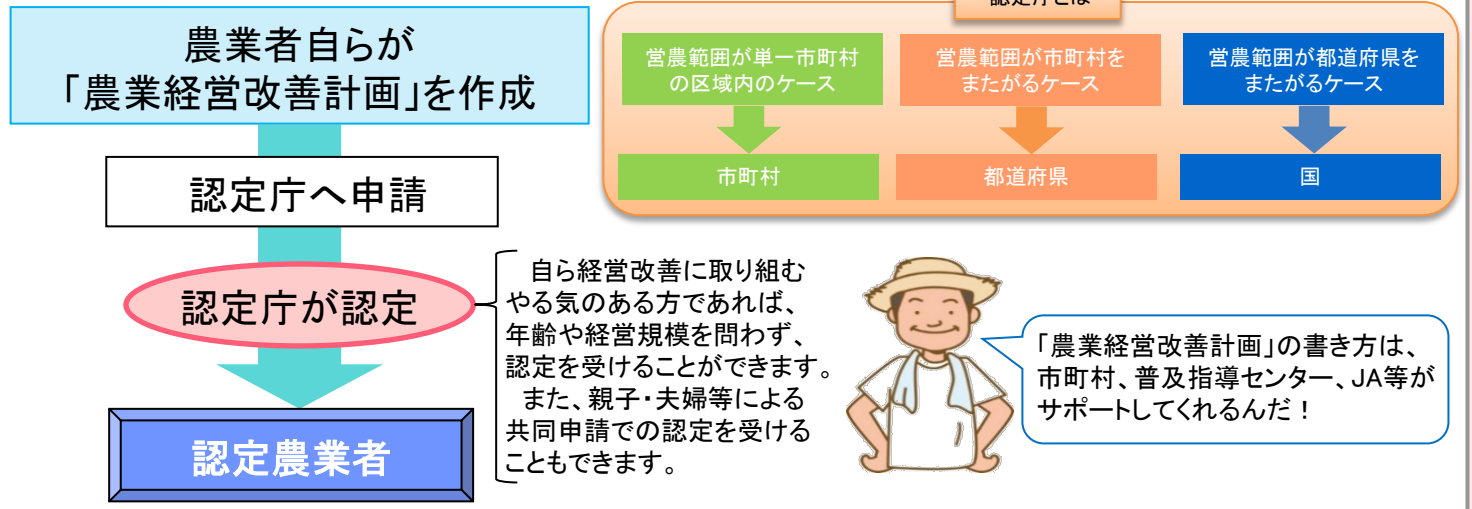 農業者自らが
「農業経営改善計画」を作成
認定庁へ申請
認定庁が認定
認定農業者
自ら経営改善に取り組む
やる気のある方であれば、
年齢や経営規模を問わず、
認定を受けることができます。
また、親子・夫婦等による
共同申請での認定を受ける
こともできます。
認定庁とは
営農範囲が単一市町村
の区域内のケース
市町村
営農範囲が市町村を
またがるケース
都道府県
営農範囲が都道府県を
またがるケース
国
「農業経営改善計画」の書き方は、
市町村、普及指導センター、JA等が
サポートしてくれるんだ！